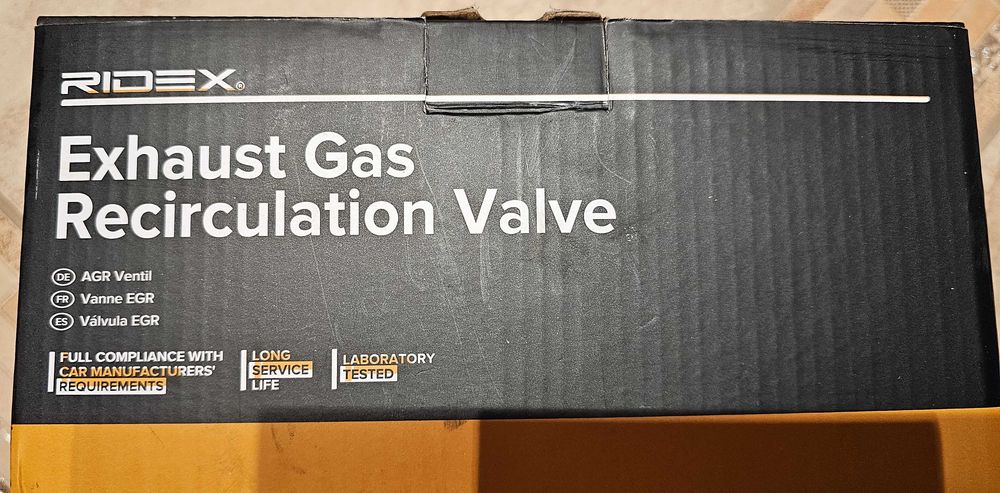 RIDEX®
Exhaust Gas
Recirculation Valve
DE AGR Ventil
FR Vanne EGR
ES Válvula EGR
FULL COMPLIANCE WITH
CAR MANUFACTURERS'
REQUIREMENTS
LONG
SERVICE
LIFE
LABORATORY
TESTED